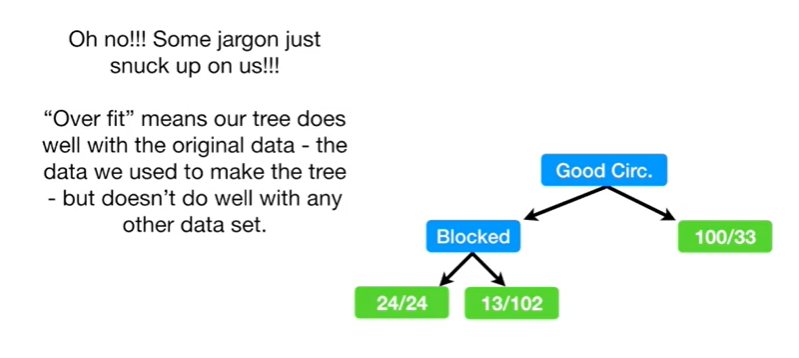 Oh no!!! Some jargon just
snuck up on us!!!
“Over fit” means our tree does
well with the original data - the
data we used to make the tree
- but doesn’t do well with any
other data set.
Good Circ.
Blocked
100/33
24/24
13/102